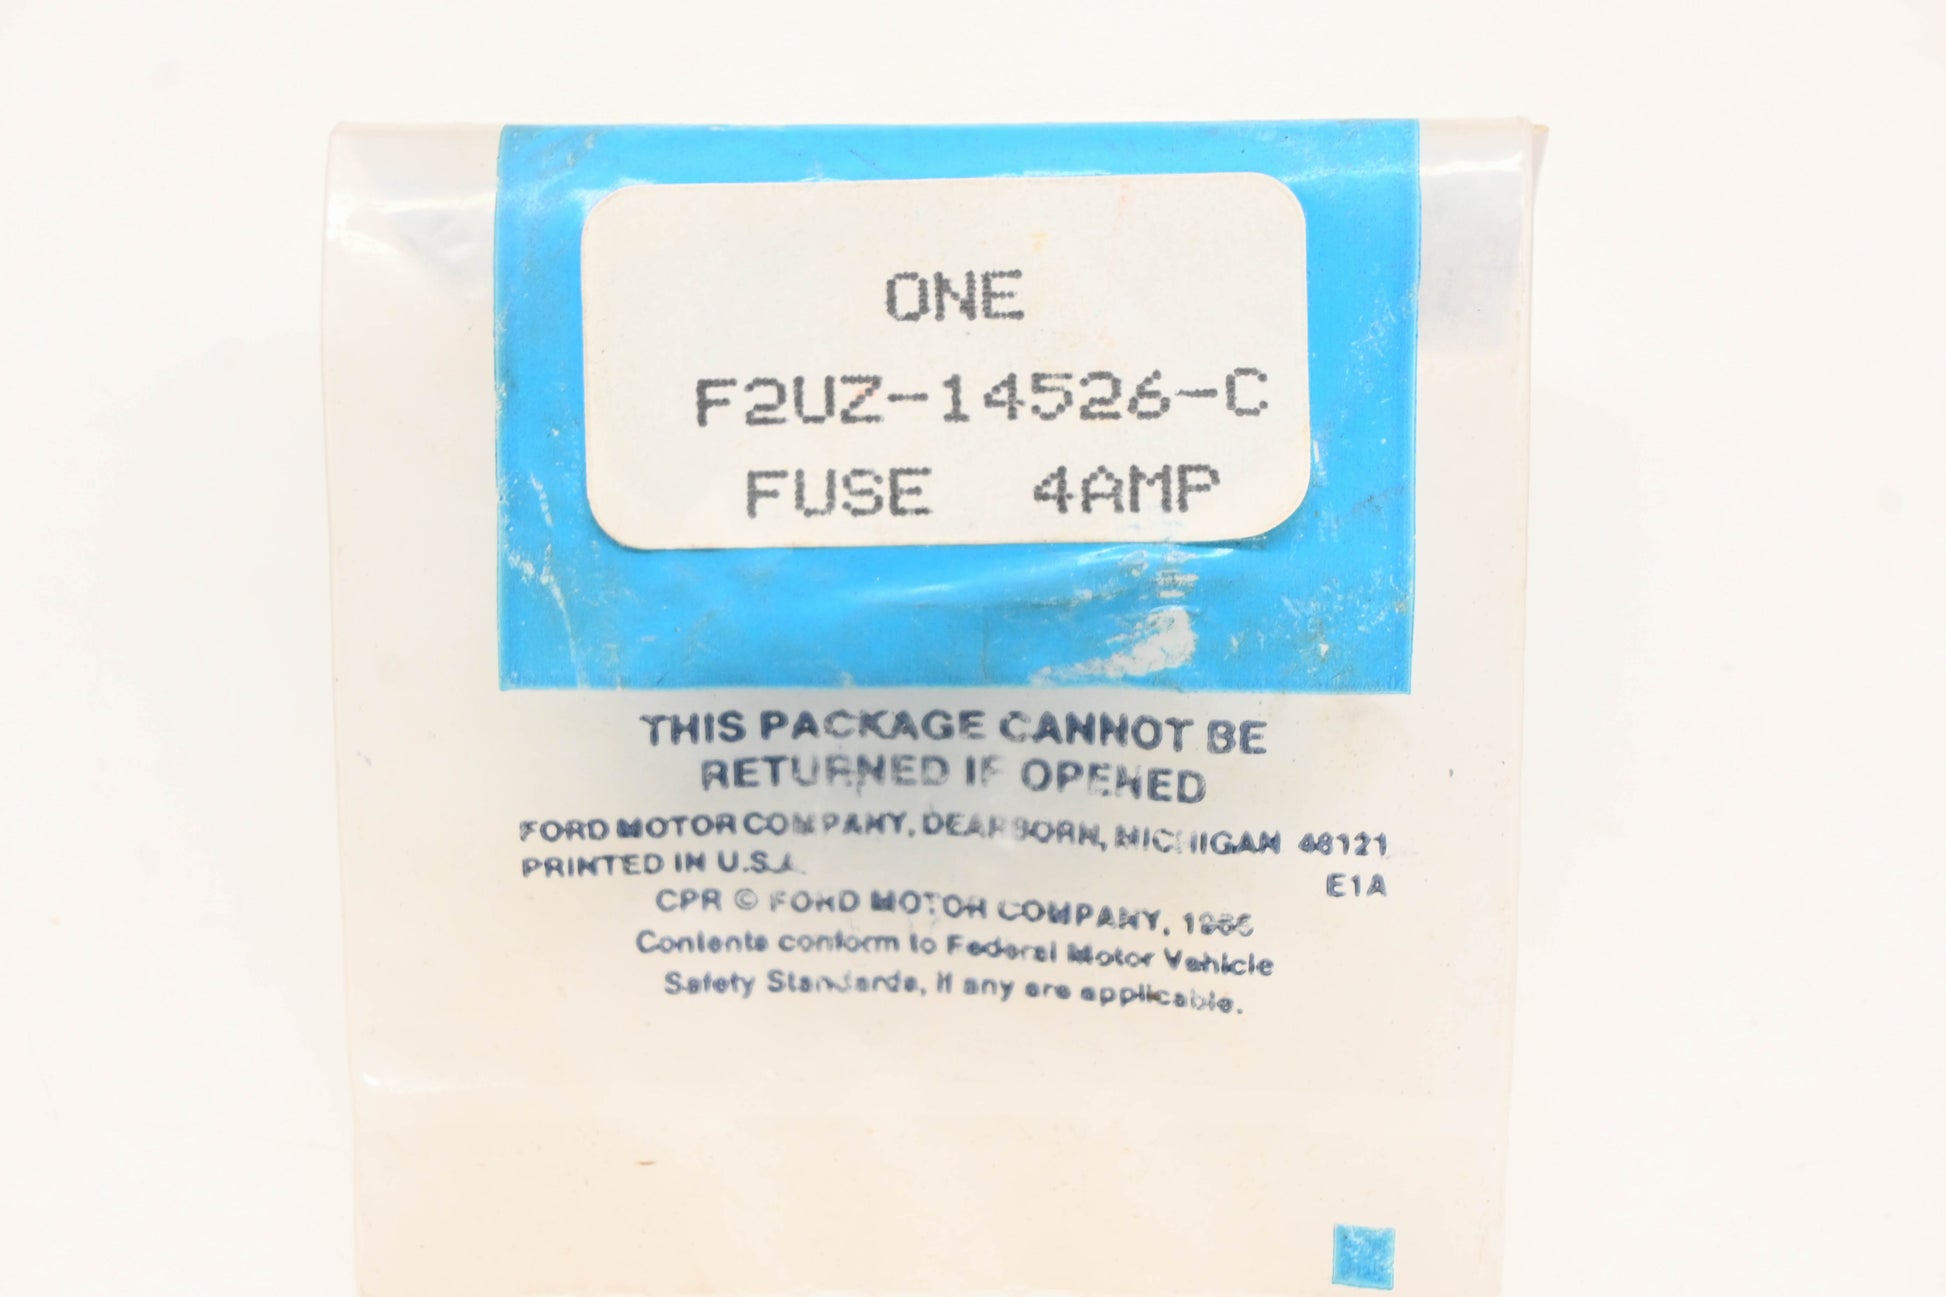 ONE
F2UZ-14526-C
FUSE 4AMP
THIS PACKAGE CANNOT BE
RETURNED IF OPENED
FORD MOTOR COMPANY, DEARBORN, MICHIGAN 48121
PRINTED IN U.S.A.
E1A
CPR © FORD MOTOR COMPANY,
Contents conform to Federal Motor Vehicle
Safety Standards, if any are applicable.